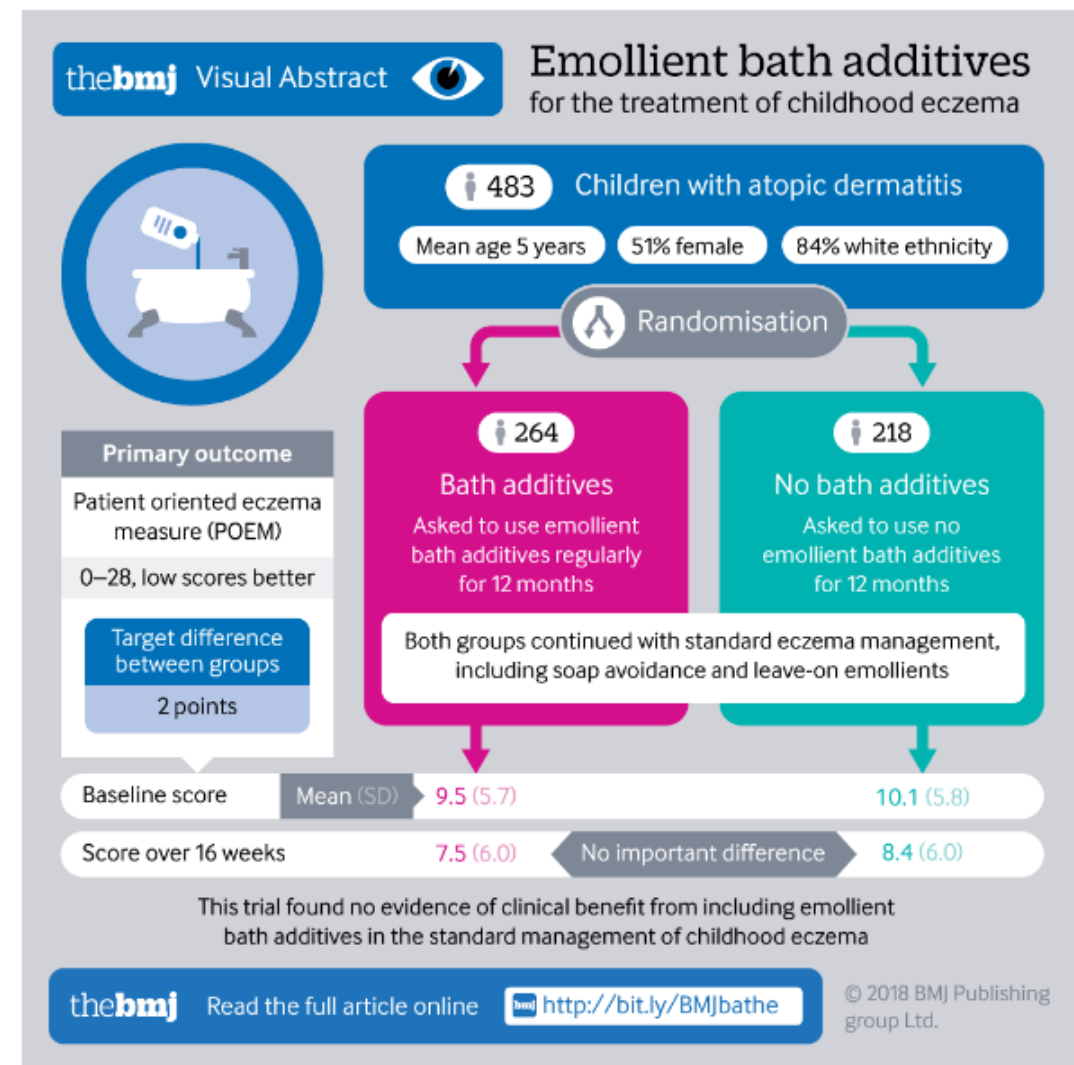 thebmj Visual Abstract
Emollient bath additives
for the treatment of childhood eczema
483 Children with atopic dermatitis
Mean age 5 years 51% female 84% white ethnicity
Randomisation
264
Bath additives
Asked to use emollient
bath additives regularly
for 12 months
218
No bath additives
Asked to use no
emollient bath additives
for 12 months
Both groups continued with standard eczema management,
including soap avoidance and leave-on emollients
Primary outcome
Patient oriented eczema
measure (POEM)
0–28, low scores better
Target difference
between groups
2 points
Baseline score Mean (SD) 9.5 (5.7) 10.1 (5.8)
Score over 16 weeks 7.5 (6.0) No important difference 8.4 (6.0)
This trial found no evidence of clinical benefit from including emollient
bath additives in the standard management of childhood eczema
thebmj Read the full article online bmj http://bit.ly/BMJbathe
© 2018 BMJ Publishing
group Ltd.